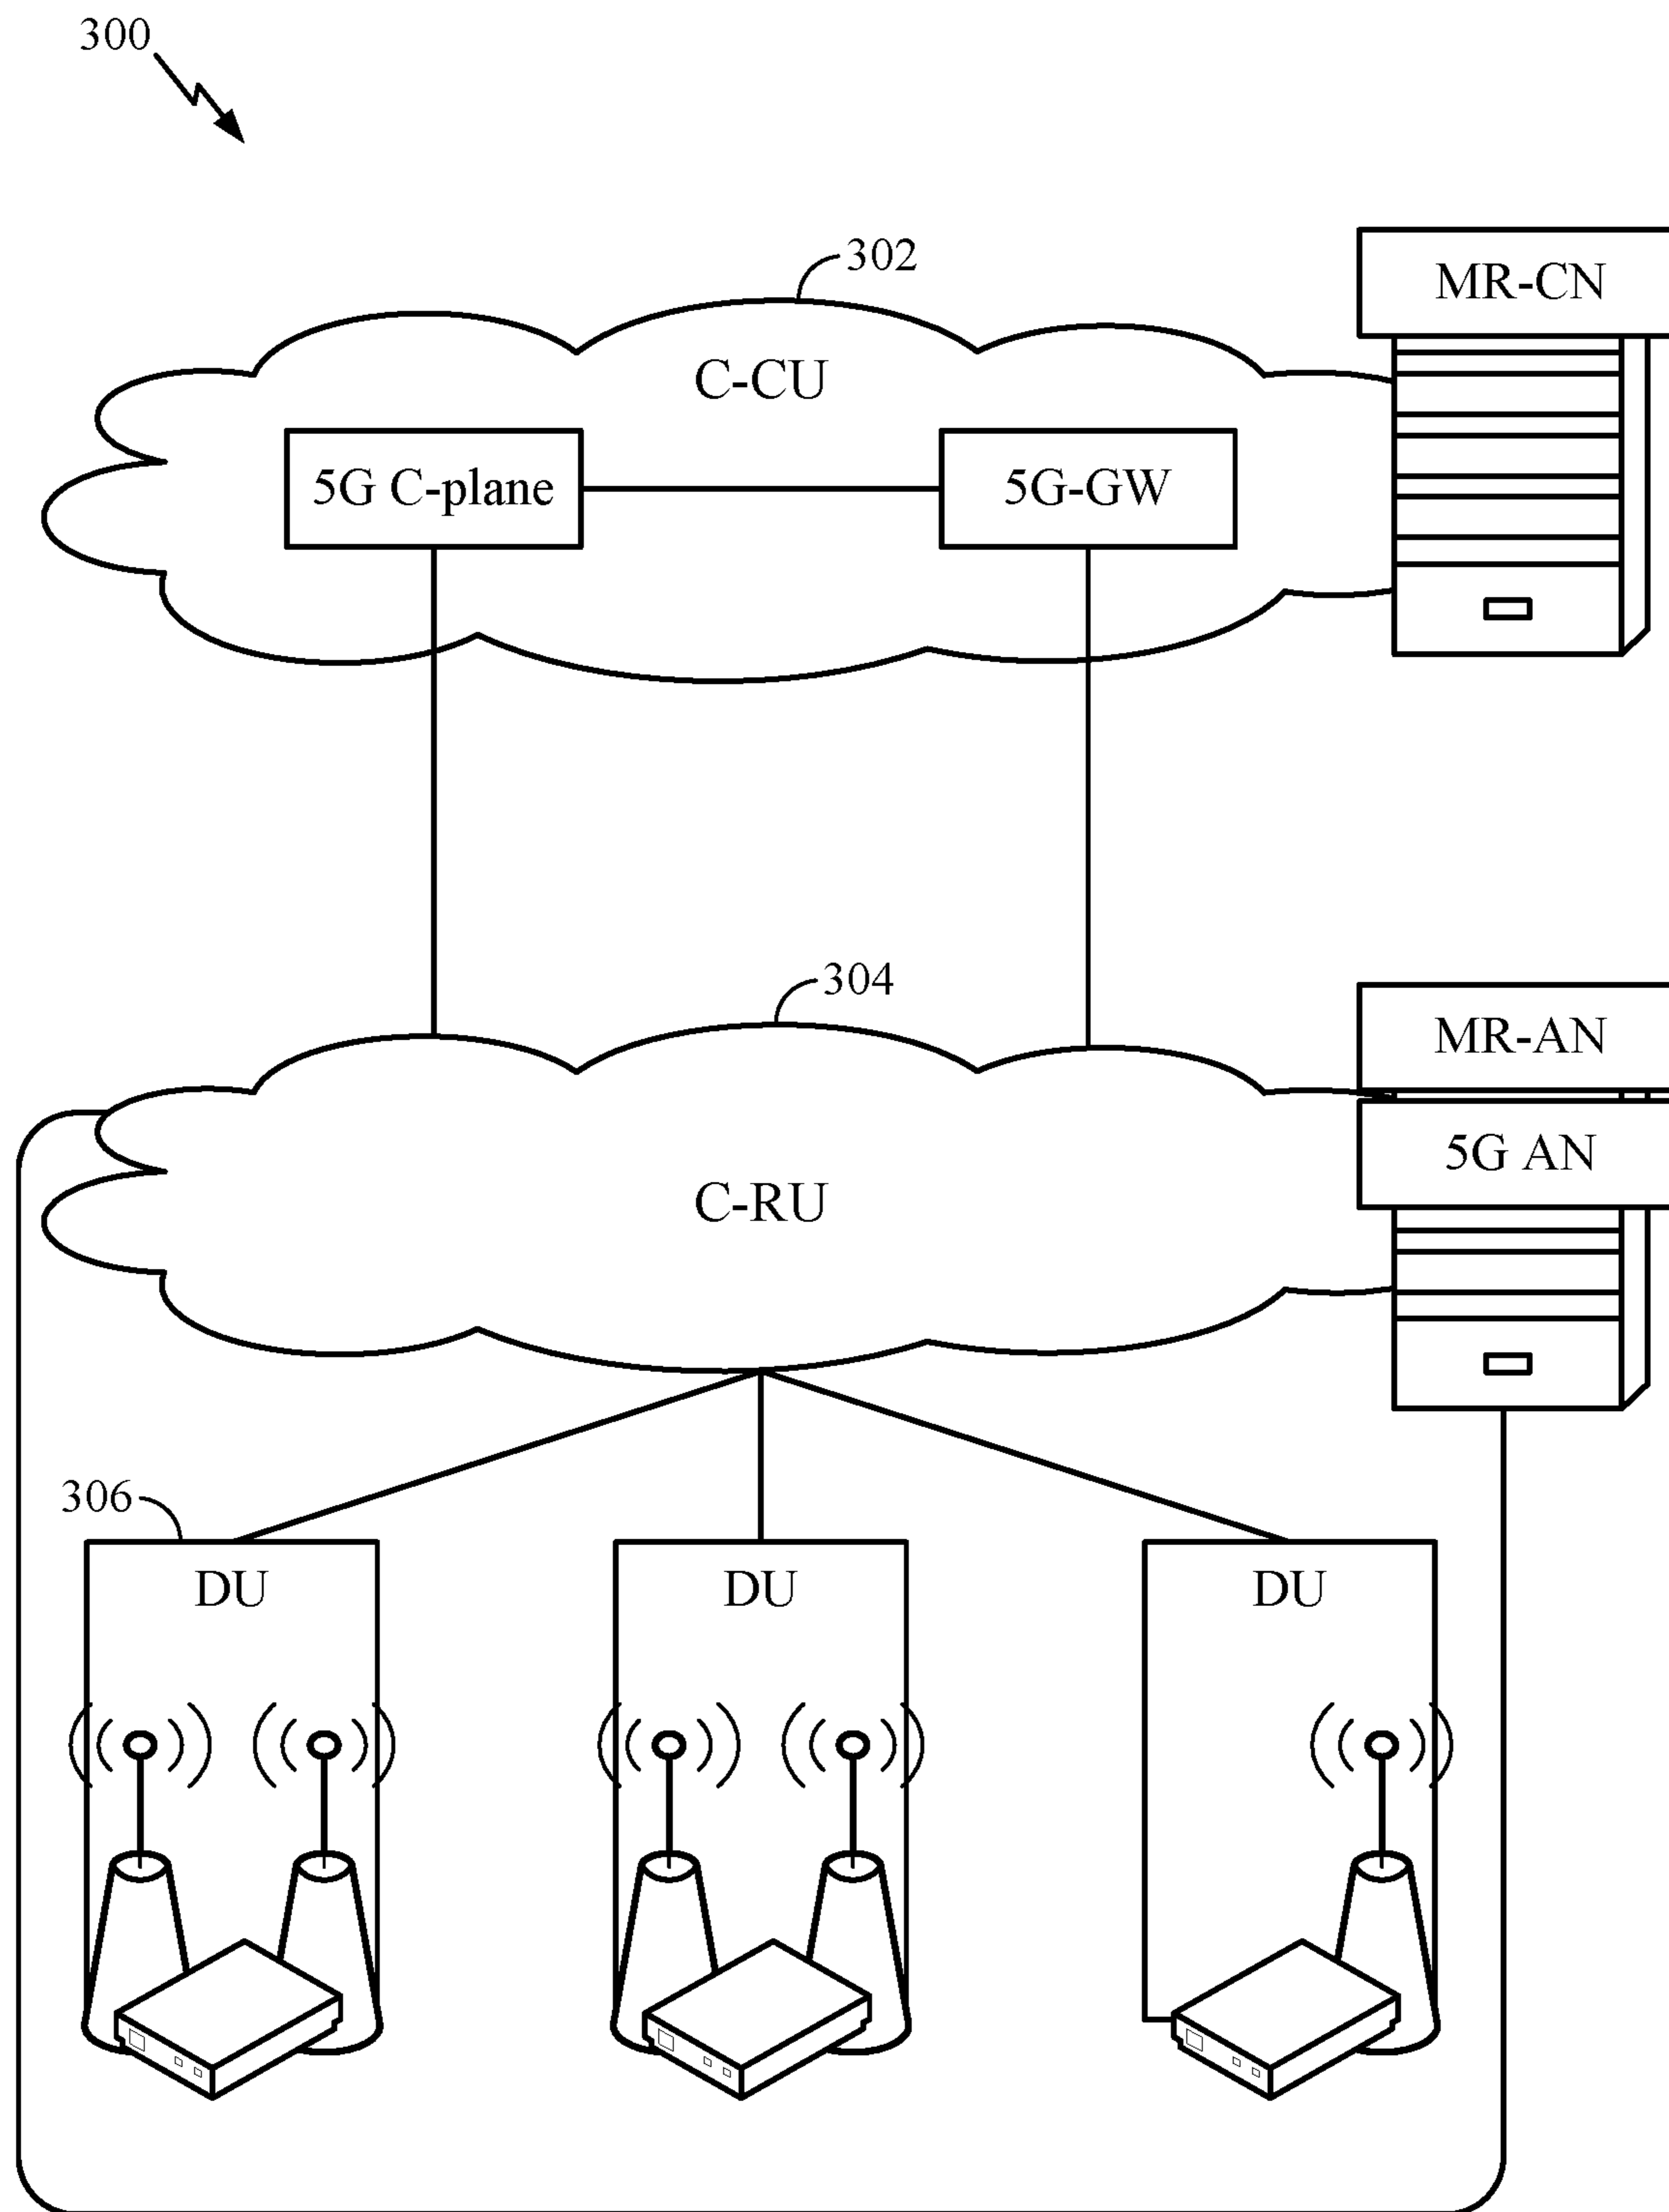 300
302
MR-CN
C-CU
5G C-plane
5G-GW
304
MR-AN
5G AN
C-RU
306
DU
DU
DU